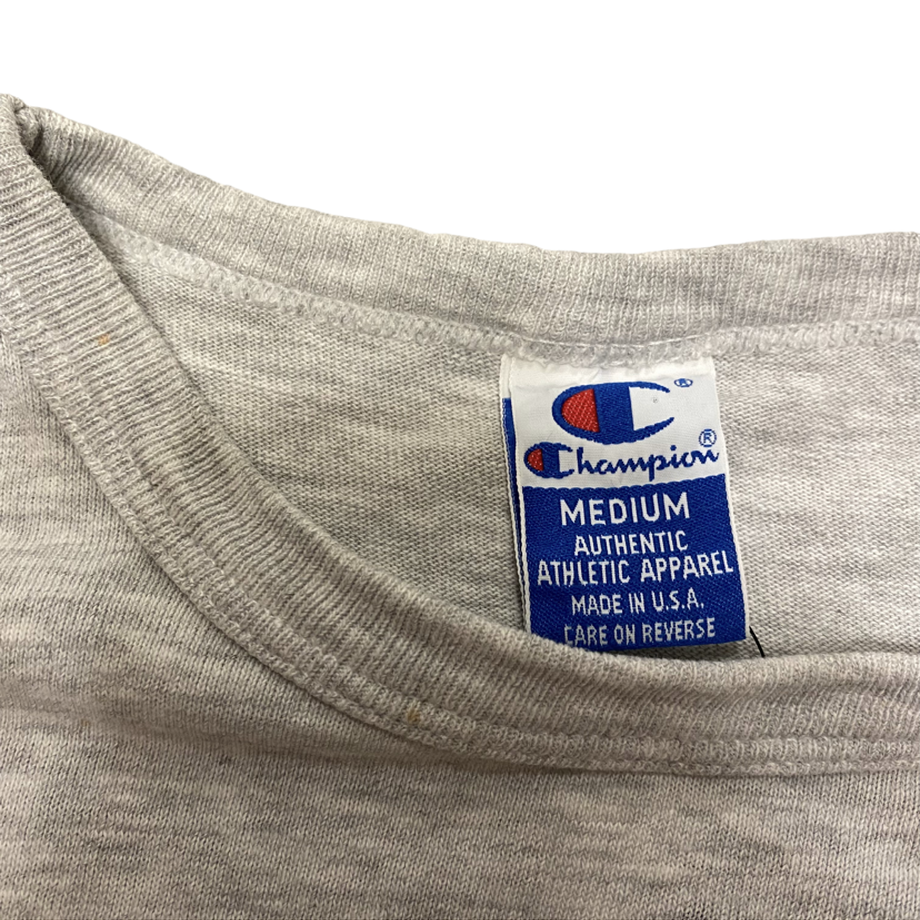 ®
Champion®
MEDIUM
AUTHENTIC
ATHLETIC APPAREL
MADE IN U.S.A.
CARE ON REVERSE